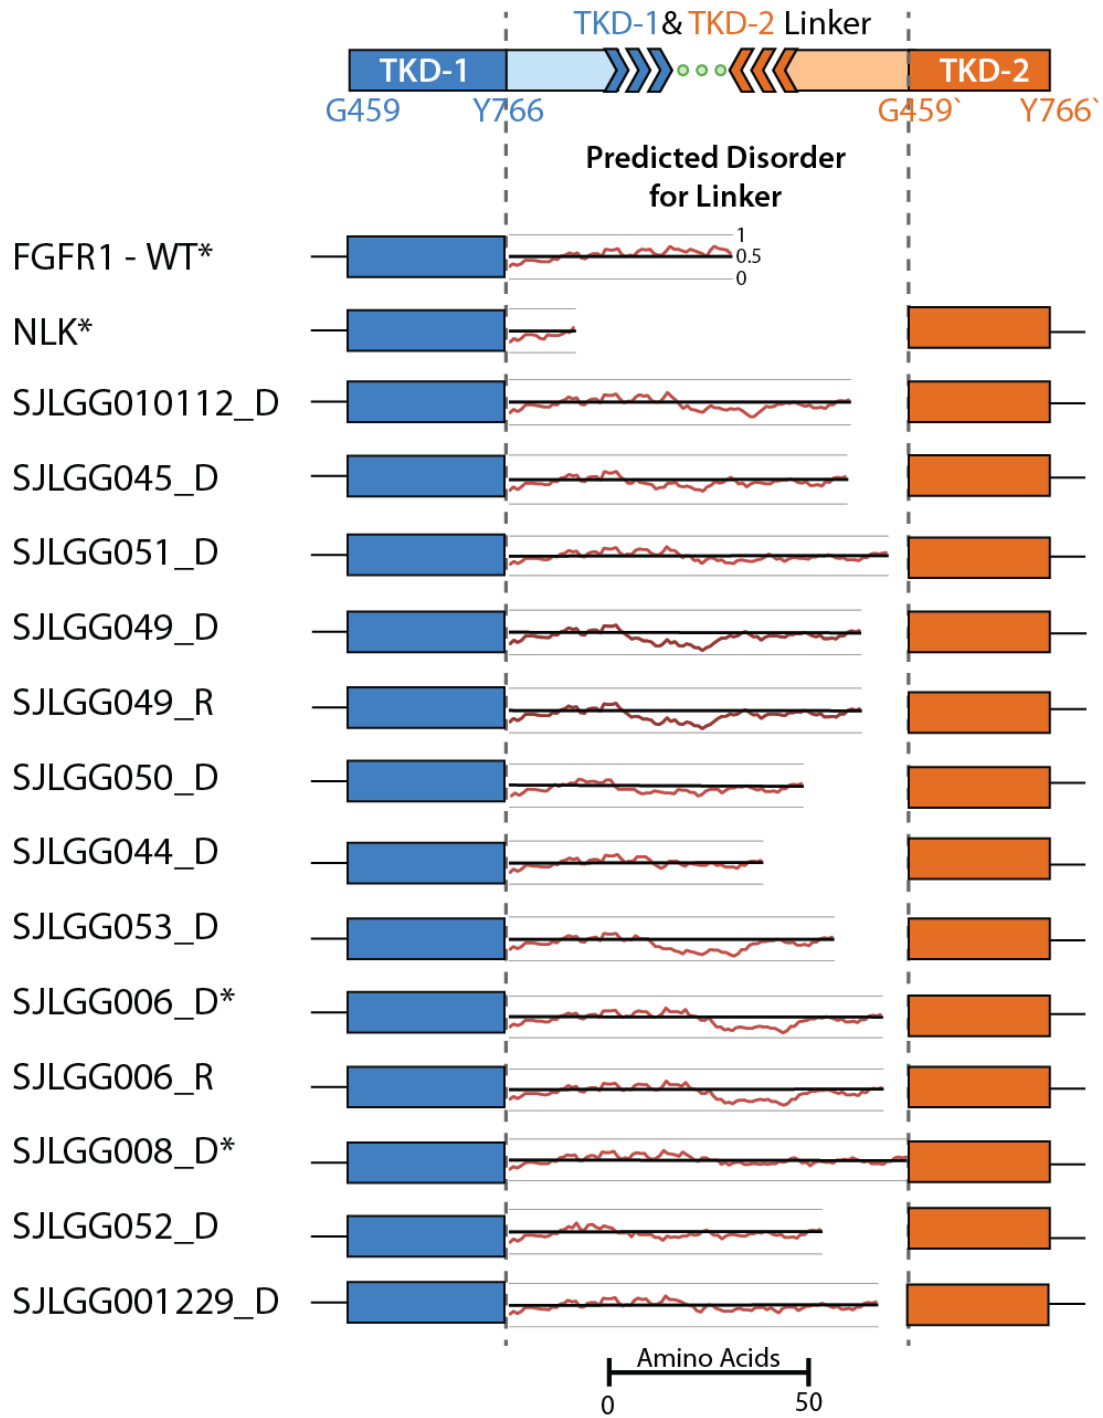 TKD-1& TKD-2 Linker
TKD-1
TKD-2
G459
Y766
G459`
Y766`
Predicted Disorder
for Linker
FGFR1 - WT*
1
0.5
0
NLK*
SJLGG010112_D
SJLGG045_D
SJLGG051_D
SJLGG049_D
SJLGG049_R
SJLGG050_D
SJLGG044_D
SJLGG053_D
SJLGG006_D*
SJLGG006_R
SJLGG008_D*
SJLGG052_D
SJLGG001229_D
Amino Acids
0
50